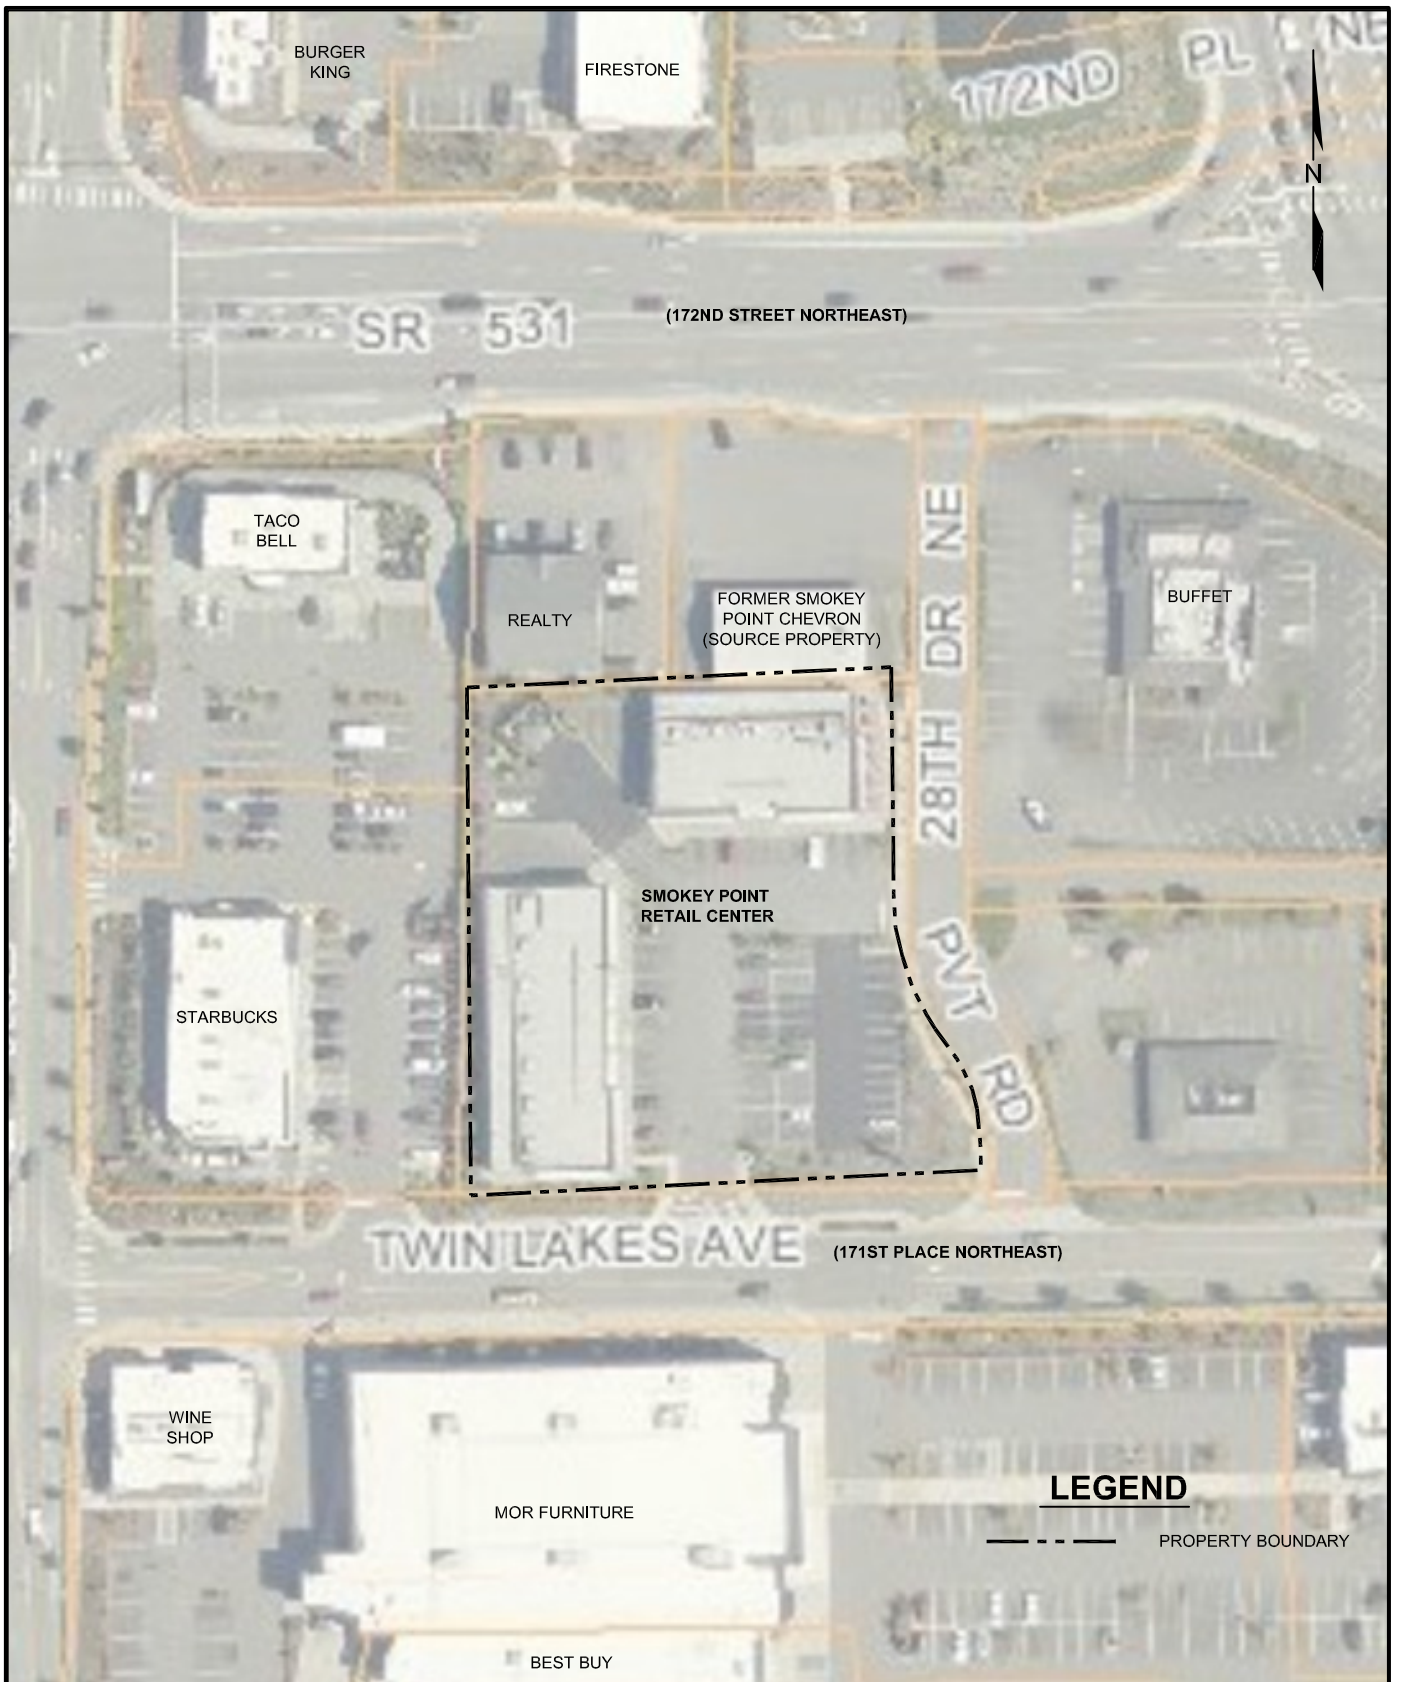 BURGER
KING
FIRESTONE
172ND PL NE
N
SR 531
(172ND STREET NORTHEAST)
TACO
BELL
REALTY
FORMER SMOKEY
POINT CHEVRON
(SOURCE PROPERTY)
BUFFET
28TH DR NE
PVT RD
SMOKEY POINT
RETAIL CENTER
STARBUCKS
TWIN LAKES AVE
(171ST PLACE NORTHEAST)
WINE
SHOP
MOR FURNITURE
BEST BUY
LEGEND
PROPERTY BOUNDARY